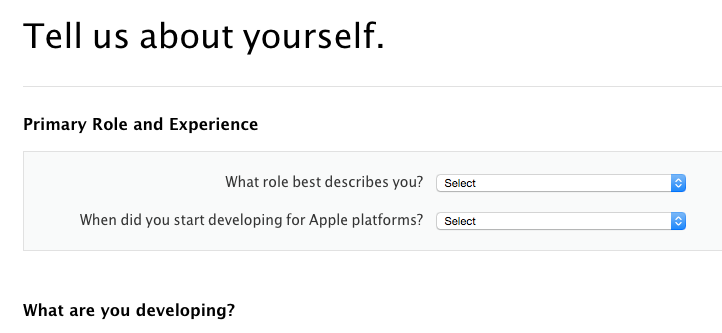 Tell us about yourself.
Primary Role and Experience
What role best describes you? Select
When did you start developing for Apple platforms? Select
What are you developing?